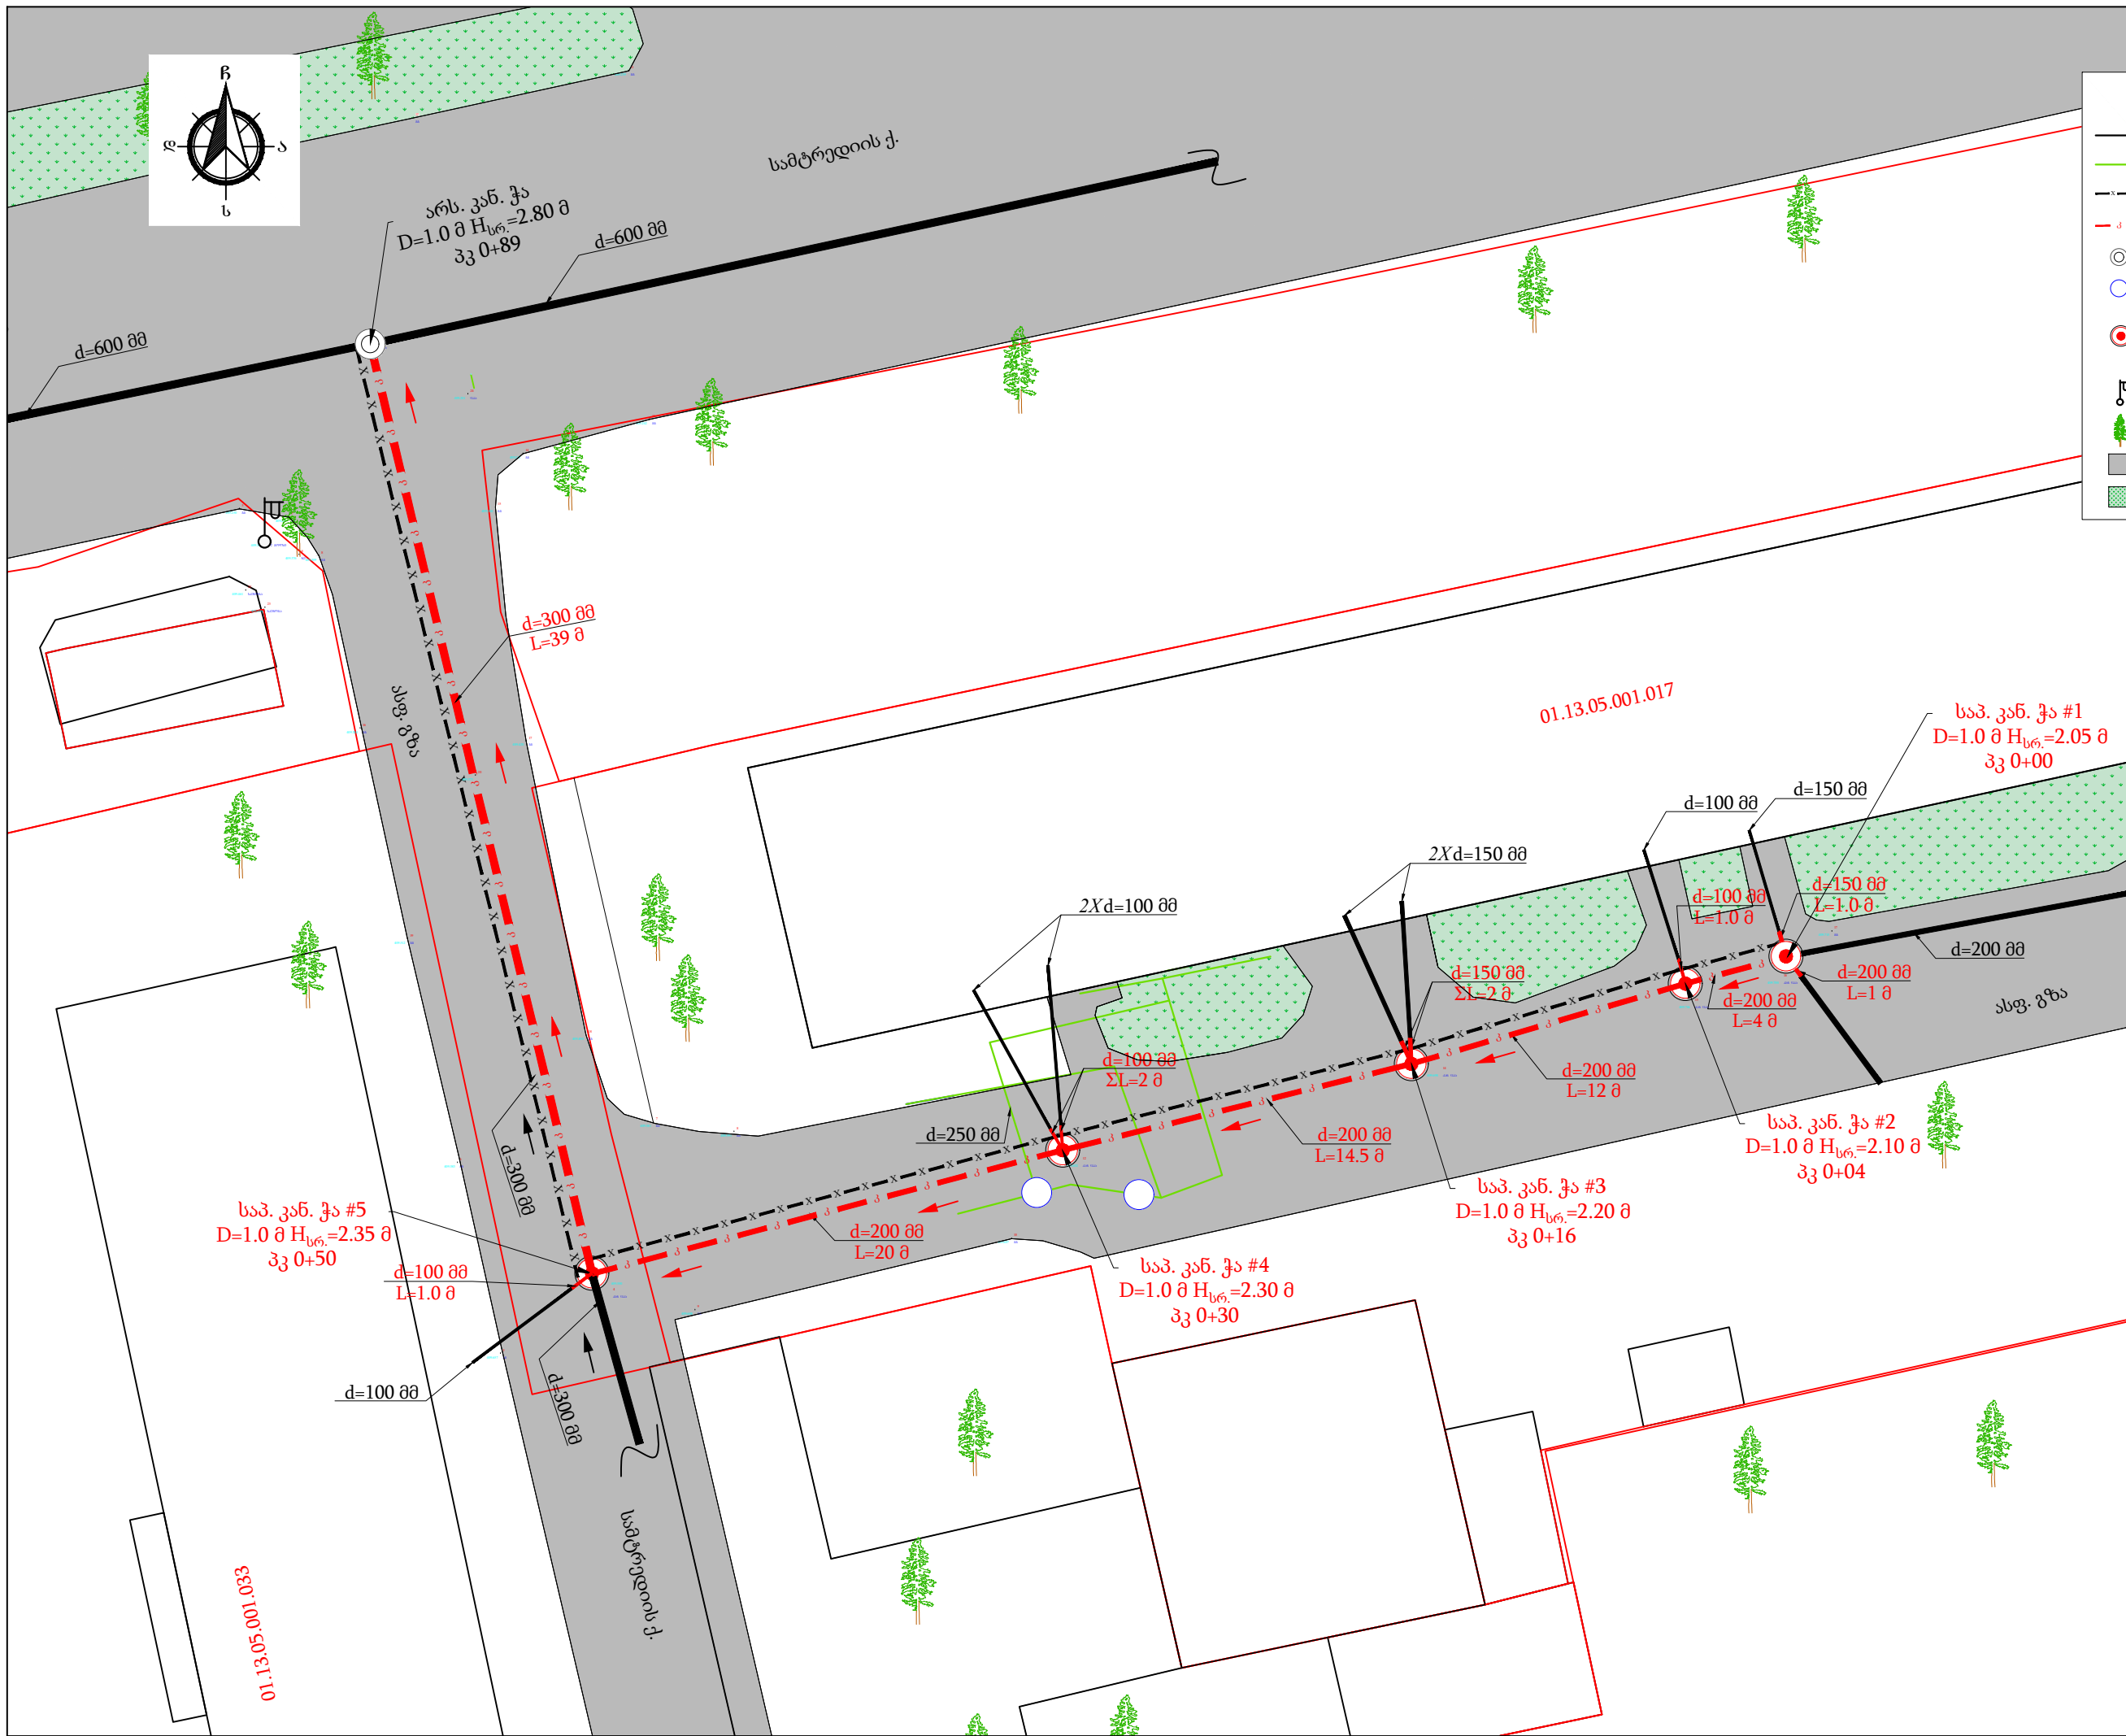 ჩ
დ
ა
ს
სამტრედიის ქ.
არს. კან. ჭა
D=1.0 მ Hსრ.=2.80 მ
პკ 0+89
d=600 მმ
d=600 მმ
d=300 მმ
L=39 მ
ასფ. გზა
01.13.05.001.017
საპ. კან. ჭა #1
D=1.0 მ Hსრ.=2.05 მ
პკ 0+00
d=150 მმ
d=100 მმ
2Xd=150 მმ
2Xd=100 მმ
d=150 მმ
L=1.0 მ
d=100 მმ
L=1.0 მ
d=200 მმ
d=200 მმ
L=1 მ
d=200 მმ
L=4 მ
ასფ. გზა
d=150 მმ
ΣL=2 მ
d=200 მმ
L=12 მ
d=100 მმ
ΣL=2 მ
d=250 მმ
d=200 მმ
L=14.5 მ
საპ. კან. ჭა #2
D=1.0 მ Hსრ.=2.10 მ
პკ 0+04
საპ. კან. ჭა #3
D=1.0 მ Hსრ.=2.20 მ
პკ 0+16
d=300 მმ
საპ. კან. ჭა #5
D=1.0 მ Hსრ.=2.35 მ
პკ 0+50
d=200 მმ
L=20 მ
საპ. კან. ჭა #4
D=1.0 მ Hსრ.=2.30 მ
პკ 0+30
d=100 მმ
L=1.0 მ
d=100 მმ
d=300 მმ
სამტრედიის ქ.
01.13.05.001.033